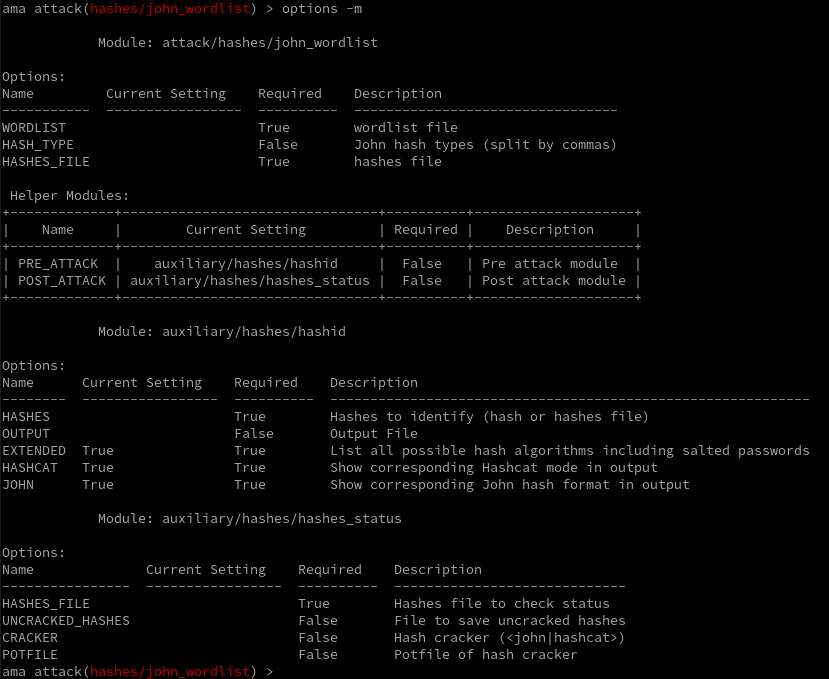 ama attack(hashes/john_wordlist) > options -m
Module: attack/hashes/john_wordlist
Options:
Name         Current Setting    Required    Description
-----------  -----------------  ----------  ---------------------------------
WORDLIST                        True        wordlist file
HASH_TYPE                       False       John hash types (split by commas)
HASHES_FILE                     True        hashes file
Helper Modules:
+-------------+--------------------------------+----------+--------------------+
|    Name     |        Current Setting         | Required |    Description     |
+-------------+--------------------------------+----------+--------------------+
| PRE_ATTACK  |    auxiliary/hashes/hashid     |  False   | Pre attack module  |
| POST_ATTACK | auxiliary/hashes/hashes_status |  False   | Post attack module |
+-------------+--------------------------------+----------+--------------------+
Module: auxiliary/hashes/hashid
Options:
Name      Current Setting    Required    Description
--------  -----------------  ----------  ------------------------------------------------------------
HASHES                       True        Hashes to identify (hash or hashes file)
OUTPUT                       False       Output File
EXTENDED  True               True        List all possible hash algorithms including salted passwords
HASHCAT   True               True        Show corresponding Hashcat mode in output
JOHN      True               True        Show corresponding John hash format in output
Module: auxiliary/hashes/hashes_status
Options:
Name              Current Setting    Required    Description
----------------  -----------------  ----------  -----------------------------
HASHES_FILE                          True        Hashes file to check status
UNCRACKED_HASHES                     False       File to save uncracked hashes
CRACKER                              False       Hash cracker (<john|hashcat>)
POTFILE                              False       Potfile of hash cracker
ama attack(hashes/john_wordlist) >